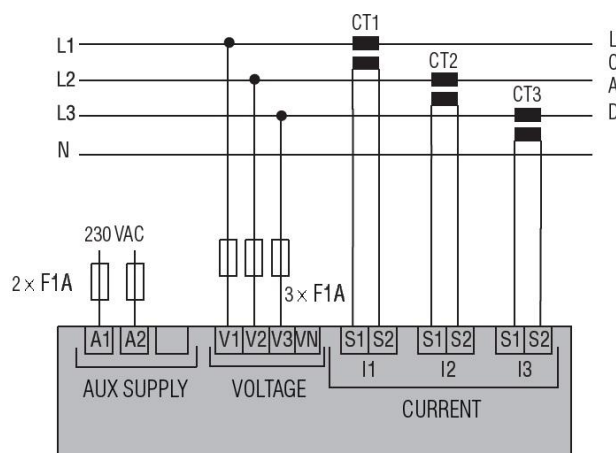 CT1
L1
L
L2
CT2
O
A
L3
CT3
D
N
230 VAC
2 x F1A
3 x F1A
A1 A2
V1 V2 V3 VN
S1 S2
S1 S2
S1 S2
I1
I2
I3
AUX SUPPLY
VOLTAGE
CURRENT